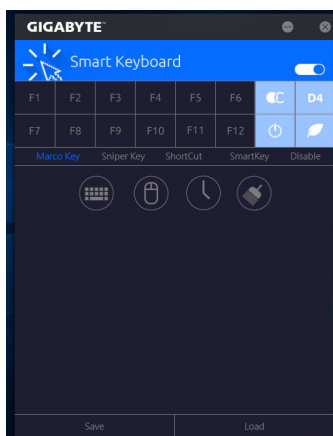 GIGABYTE™
Smart Keyboard
F1 F2 F3 F4 F5 F6 D4
F7 F8 F9 F10 F11 F12
Marco Key Sniper Key ShortCut SmartKey Disable
Save Load